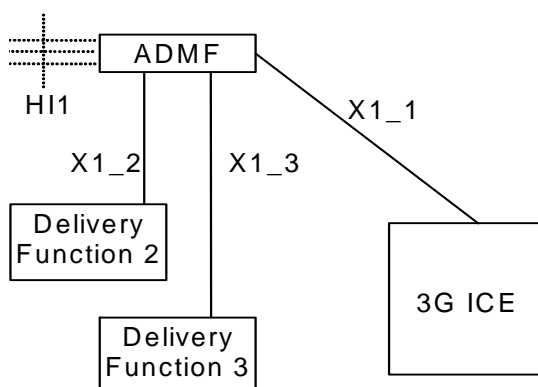 ADMF
HI1
X1_1
X1_2
X1_3
Delivery
Function 2
3G ICE
Delivery
Function 3